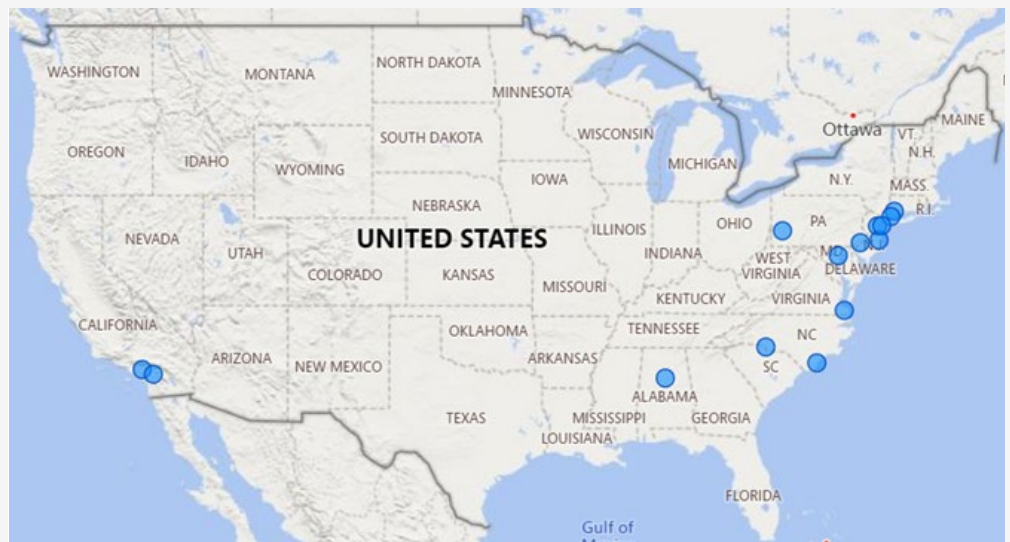 WASHINGTON
MONTANA
NORTH DAKOTA
MINNESOTA
Ottawa
MAINE
VT.
N.H.
OREGON
IDAHO
SOUTH DAKOTA
WISCONSIN
MICHIGAN
WYOMING
IOWA
N.Y.
MASS.
R.I.
NEBRASKA
NEVADA
UTAH
UNITED STATES
ILLINOIS
INDIANA
OHIO
PA
COLORADO
KANSAS
MISSOURI
WEST
VIRGINIA
DELAWARE
KENTUCKY
VIRGINIA
CALIFORNIA
OKLAHOMA
TENNESSEE
NC
ARIZONA
NEW MEXICO
ARKANSAS
SC
ALABAMA
TEXAS
MISSISSIPPI
GEORGIA
LOUISIANA
FLORIDA
Gulf of